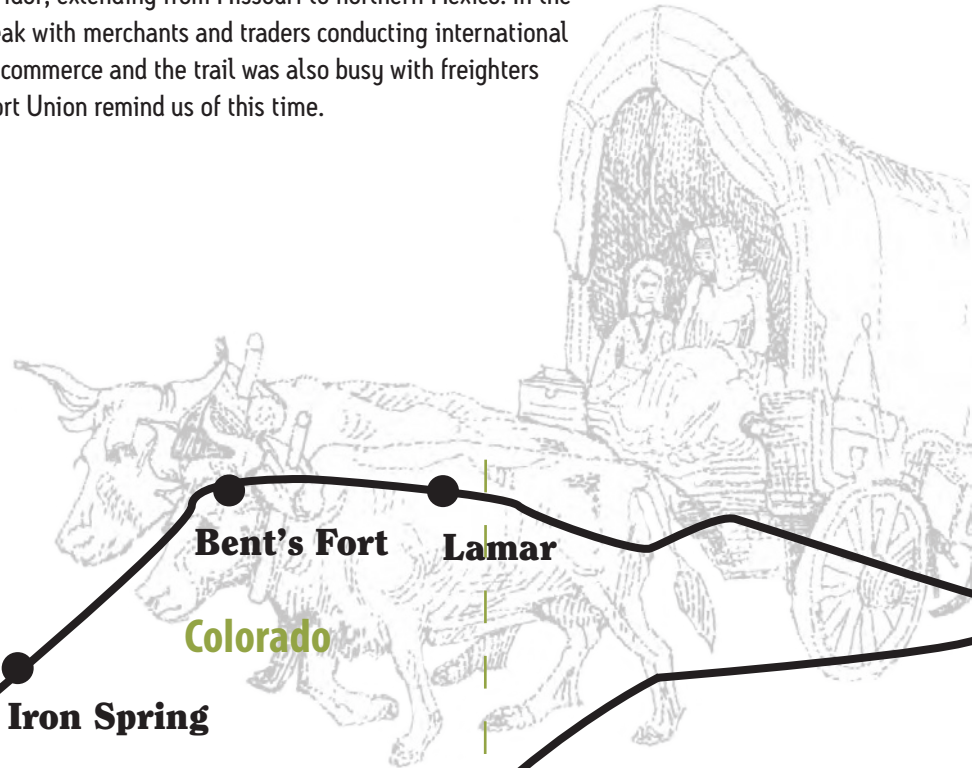 extending from Missouri to northern Mexico. In the
with merchants and traders conducting international
commerce and the trail was also busy with freighters
Union remind us of this time.
Bent's Fort
Lamar
Colorado
Iron Spring